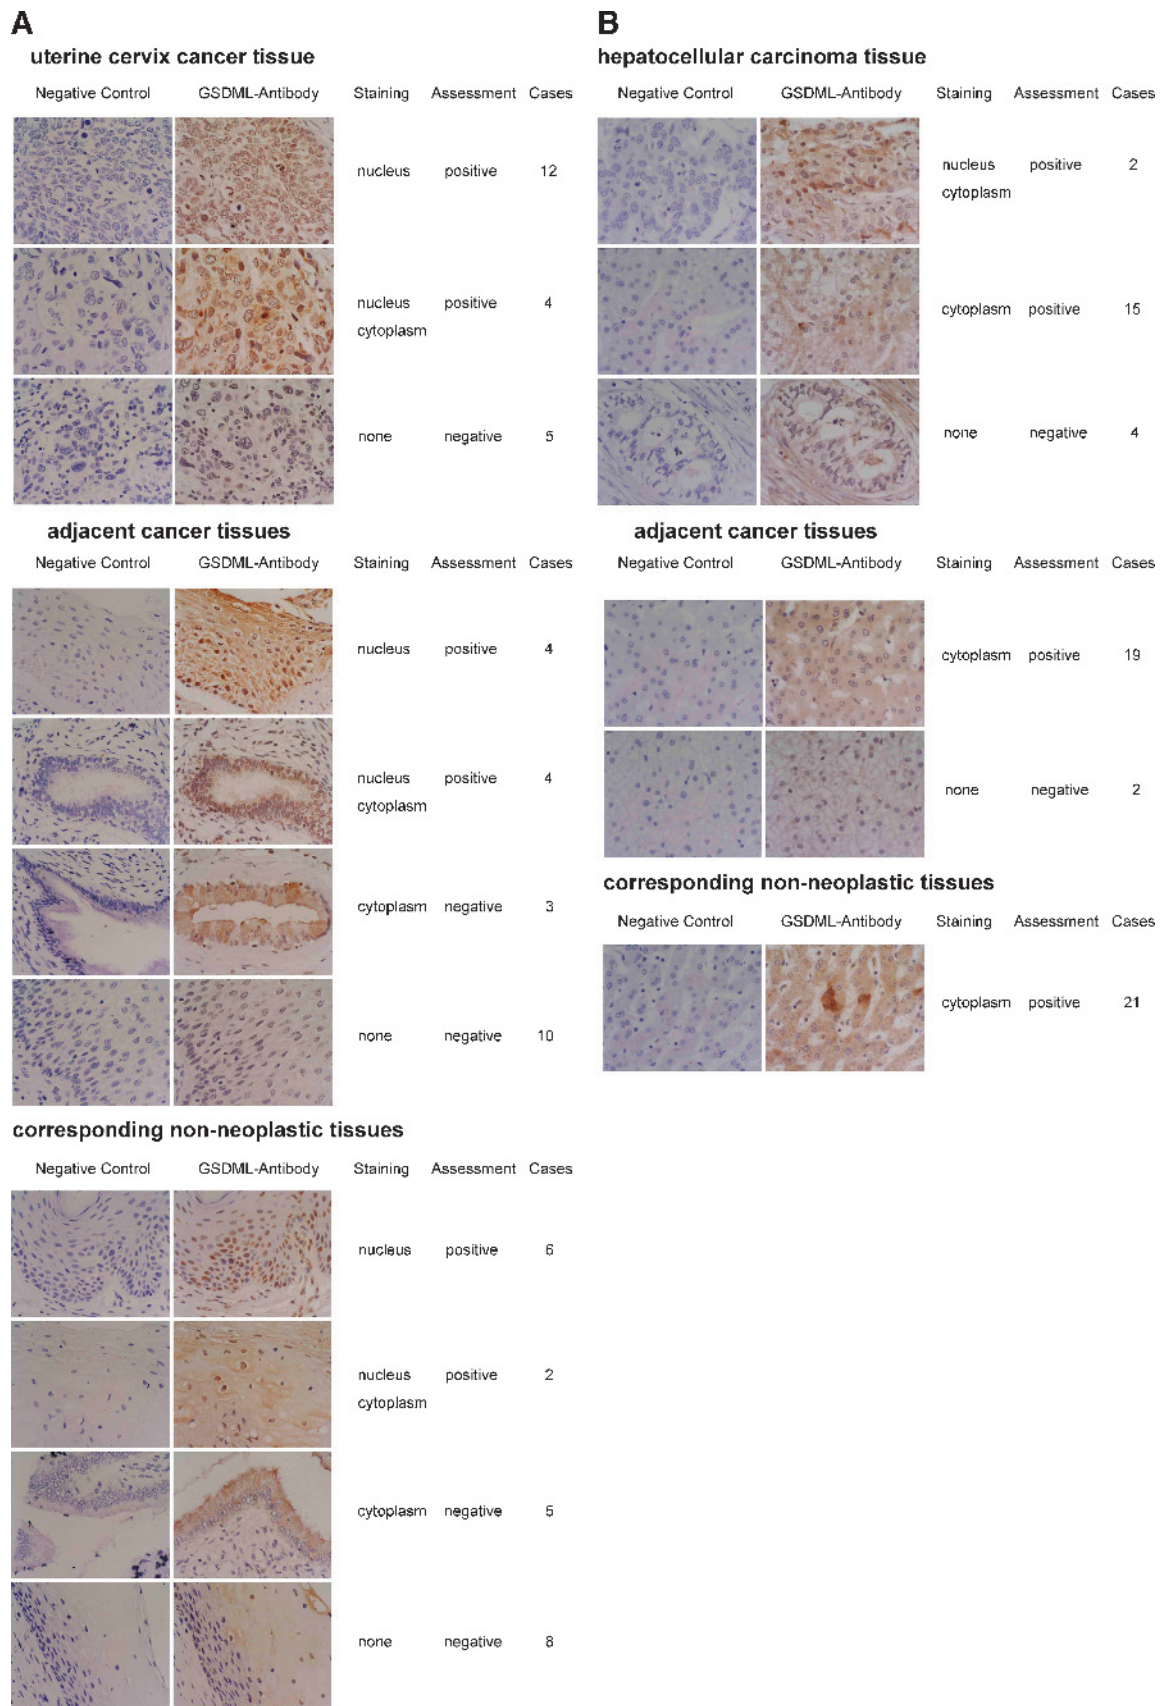 A
uterine cervix cancer tissue
Negative Control GSDML-Antibody Staining Assessment Cases
nucleus positive 12
nucleus positive 4
cytoplasm
none negative 5
adjacent cancer tissues
Negative Control GSDML-Antibody Staining Assessment Cases
nucleus positive 4
nucleus positive 4
cytoplasm
cytoplasm negative 3
none negative 10
corresponding non-neoplastic tissues
Negative Control GSDML-Antibody Staining Assessment Cases
nucleus positive 6
nucleus positive 2
cytoplasm
cytoplasm negative 5
none negative 8
B
hepatocellular carcinoma tissue
Negative Control GSDML-Antibody Staining Assessment Cases
nucleus positive 2
cytoplasm
cytoplasm positive 15
none negative 4
adjacent cancer tissues
Negative Control GSDML-Antibody Staining Assessment Cases
cytoplasm positive 19
none negative 2
corresponding non-neoplastic tissues
Negative Control GSDML-Antibody Staining Assessment Cases
cytoplasm positive 21